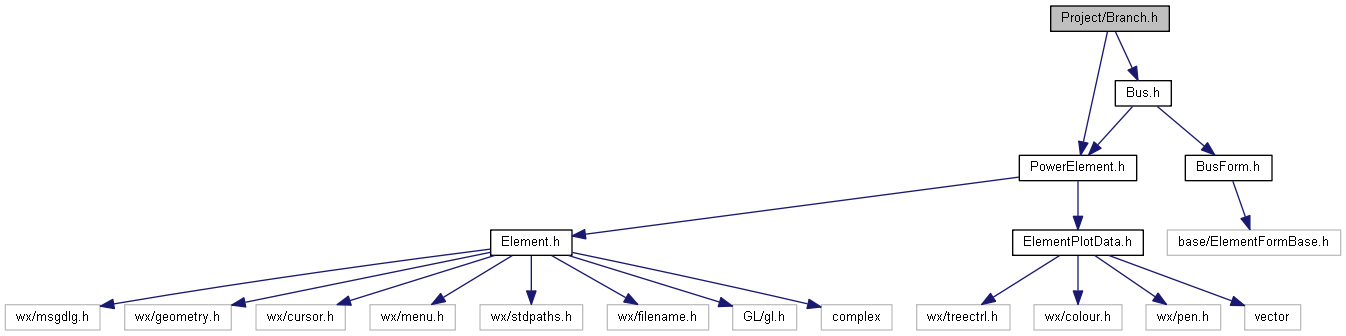 Project/Branch.h
Bus.h
PowerElement.h
BusForm.h
Element.h
ElementPlotData.h
base/ElementFormBase.h
wx/msgdlg.h
wx/geometry.h
wx/cursor.h
wx/menu.h
wx/stdpaths.h
wx/filename.h
GL/gl.h
complex
wx/treectrl.h
wx/colour.h
wx/pen.h
vector